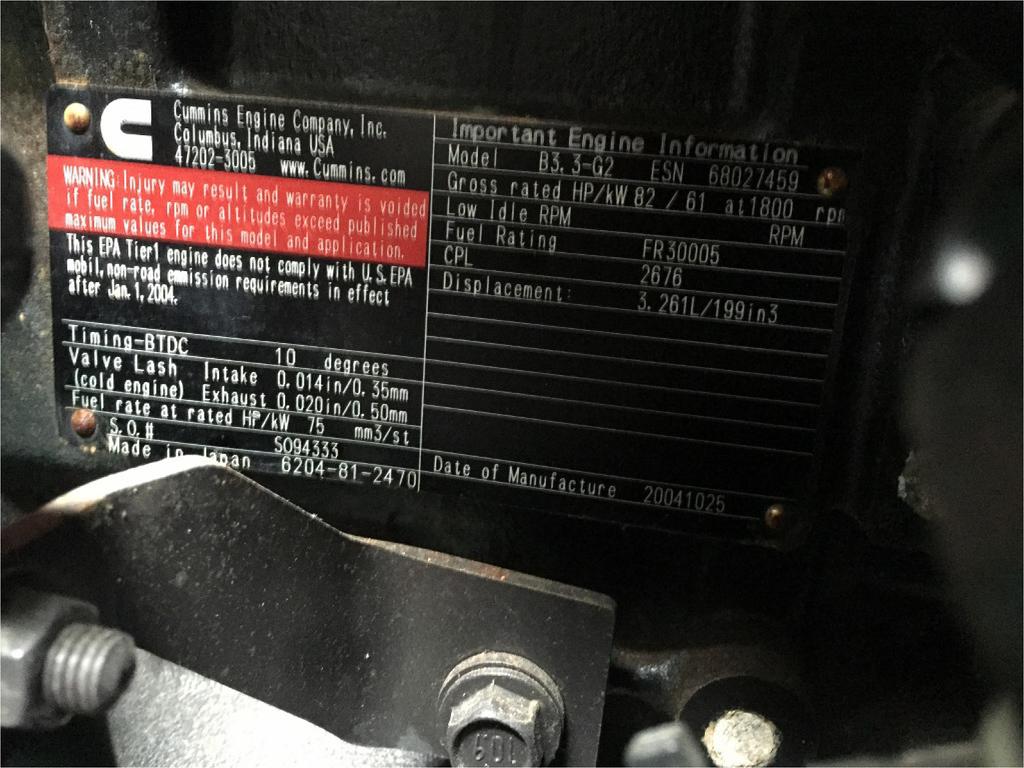 Cummins Engine Company, Inc.
Columbus, Indiana USA
47202-3005 www.Cummins.com
WARNING: Injury may result and warranty is voided
if fuel rate, rpm or altitudes exceed published
maximum values for this model and application.
This EPA Tier1 engine does not comply with U.S.EPA
mobil,non-road emission requirements in effect
after Jan.1,2004.
Timing-BTDC 10 degrees
Valve Lash Intake 0.014in/0.35mm
(cold engine) Exhaust 0.020in/0.50mm
Fuel rate at rated HP/kW 75 mm3/st
S.O.# SO94333
Made in Japan 6204-81-2470
Important Engine Information
Model B3.3-G2 ESN 68027459
Gross rated HP/kW 82 / 61 at1800 rpm
Low Idle RPM RPM
Fuel Rating FR30005
CPL 2676
Displacement: 3.261L/199in3
Date of Manufacture 20041025
10.9